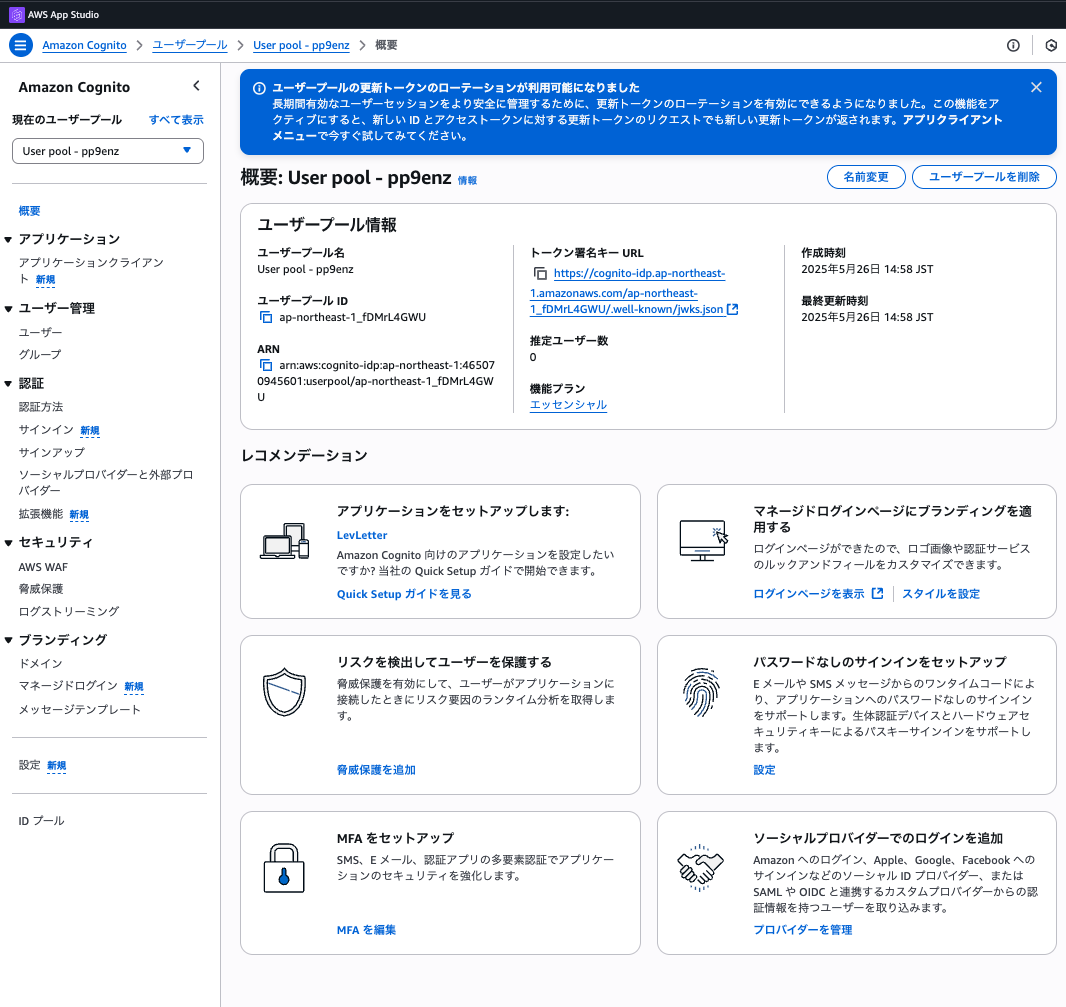 AWS App Studio
Amazon Cognito > ユーザープール > User pool - pp9enz > 概要
Amazon Cognito
現在のユーザープール すべて表示
User pool - pp9enz
概要
アプリケーション
アプリケーションクライアン
ト 新規
ユーザー管理
ユーザー
グループ
認証
認証方法
サインイン 新規
サインアップ
ソーシャルプロバイダーと外部プロ
バイダー
拡張機能 新規
セキュリティ
AWS WAF
脅威保護
ログストリーミング
ブランディング
ドメイン
マネージドログイン 新規
メッセージテンプレート
設定 新規
ID プール
ユーザープールの更新トークンのローテーションが利用可能になりました
長期間有効なユーザーセッションをより安全に管理するために、更新トークンのローテーションを有効にできるようになりました。この機能をア
クティブにすると、新しい ID とアクセストークンに対する更新トークンのリクエストでも新しい更新トークンが返されます。アプリクライアント
メニューで今すぐ試してみてください。
概要: User pool - pp9enz 情報
名前変更
ユーザープールを削除
ユーザープール情報
ユーザープール名
User pool - pp9enz
ユーザープール ID
ap-northeast-1_fDMrL4GWU
ARN
arn:aws:cognito-idp:ap-northeast-1:46507
0945601:userpool/ap-northeast-1_fDMrL4GW
U
トークン署名キー URL
https://cognito-idp.ap-northeast-
1.amazonaws.com/ap-northeast-
1_fDMrL4GWU/.well-known/jwks.json
推定ユーザー数
0
機能プラン
エッセンシャル
作成時刻
2025年5月26日 14:58 JST
最終更新時刻
2025年5月26日 14:58 JST
レコメンデーション
アプリケーションをセットアップします:
LevLetter
Amazon Cognito 向けのアプリケーションを設定したい
ですか? 当社の Quick Setup ガイドで開始できます。
Quick Setup ガイドを見る
マネージドログインページにブランディングを適
用する
ログインページができたので、ロゴ画像や認証サービス
のルックアンドフィールをカスタマイズできます。
ログインページを表示 スタイルを設定
リスクを検出してユーザーを保護する
脅威保護を有効にして、ユーザーがアプリケーションに
接続したときにリスク要因のランタイム分析を取得しま
す。
脅威保護を追加
パスワードなしのサインインをセットアップ
E メールや SMS メッセージからのワンタイムコードによ
り、アプリケーションへのパスワードなしのサインイン
をサポートします。生体認証デバイスとハードウェアセ
キュリティキーによるパスキーサインインをサポートし
ます。
設定
MFA をセットアップ
SMS、E メール、認証アプリの多要素認証でアプリケー
ションのセキュリティを強化します。
MFA を編集
ソーシャルプロバイダーでのログインを追加
Amazon へのログイン、Apple、Google、Facebook への
サインインなどのソーシャル ID プロバイダー、または
SAML や OIDC と連携するカスタムプロバイダーからの認
証情報を持つユーザーを取り込みます。
プロバイダーを管理